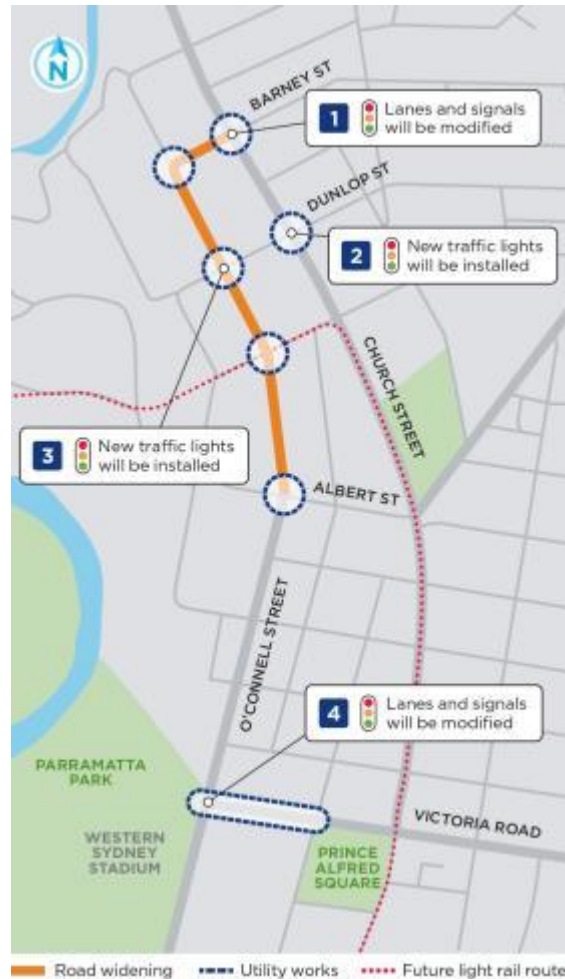 N
BARNEY ST
1
Lanes and signals
will be modified
DUNLOP ST
2
New traffic lights
will be installed
CHURCH STREET
3
New traffic lights
will be installed
ALBERT ST
O'CONNELL STREET
4
Lanes and signals
will be modified
PARRAMATTA
PARK
VICTORIA ROAD
WESTERN
SYDNEY
STADIUM
PRINCE
ALFRED
SQUARE
Road widening
Utility works
Future light rail route